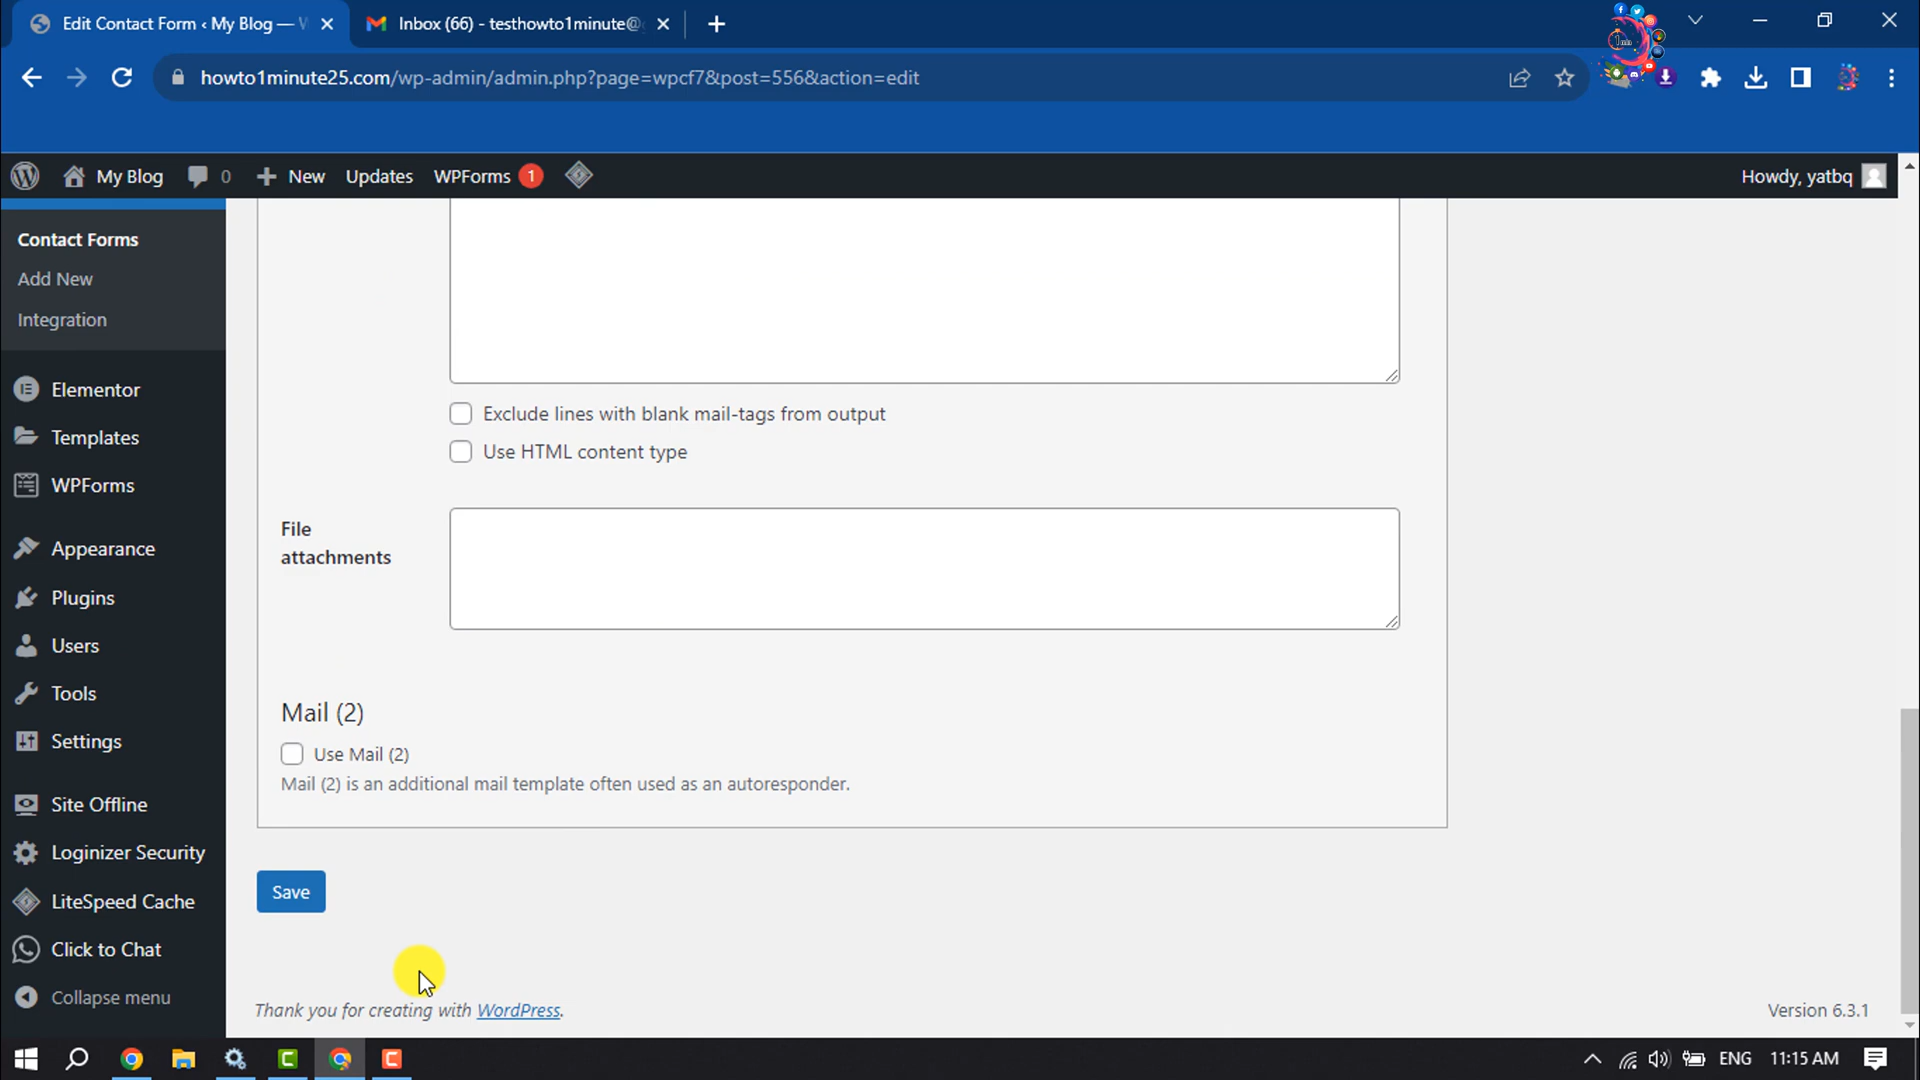 Edit Contact Form ‹ My Blog —
Inbox (66) - testhowto1minute@
howto1minute25.com/wp-admin/admin.php?page=wpcf7&post=556&action=edit
My Blog
0
New
Updates
WPForms 1
Howdy, yatbq
Contact Forms
Add New
Integration
Elementor
Templates
WPForms
Appearance
Plugins
Users
Tools
Settings
Site Offline
Loginizer Security
LiteSpeed Cache
Click to Chat
Collapse menu
Exclude lines with blank mail-tags from output
Use HTML content type
File
attachments
Mail (2)
Use Mail (2)
Mail (2) is an additional mail template often used as an autoresponder.
Save
Thank you for creating with WordPress.
Version 6.3.1
ENG
11:15 AM